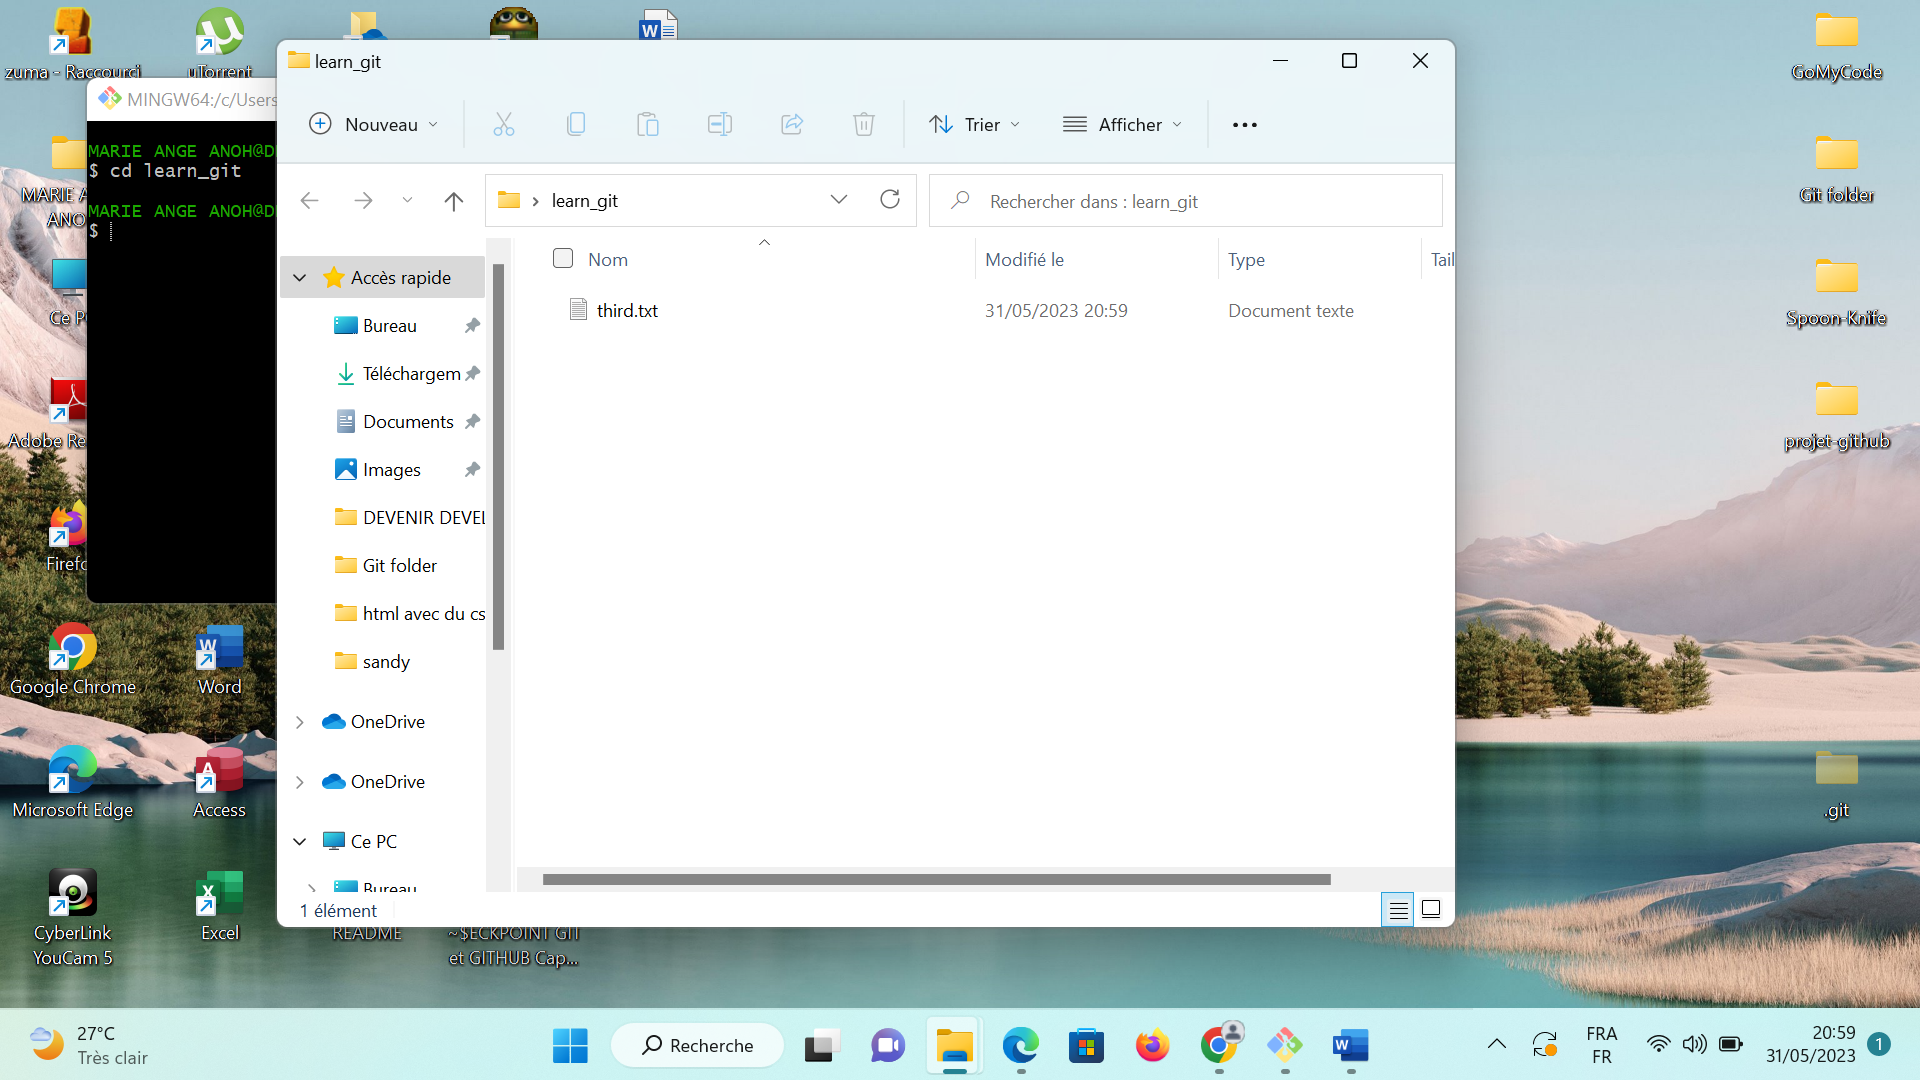 zuma - Raccourci
uTorrent
GoMyCode
learn_git
MINGW64:/c/Users
Nouveau
Trier
Afficher
MARIE ANGE ANOH@D
$ cd learn_git
MARIE ANGE ANOH@D
$
MARIE A
ANO
Git folder
learn_git
Rechercher dans : learn_git
Nom
Modifié le
Type
Tail
Accès rapide
third.txt
31/05/2023 20:59
Document texte
Ce P
Bureau
Spoon-Knife
Téléchargem
Documents
Adobe Re
projet-github
Images
DEVENIR DEVEL
Firefo
Git folder
html avec du cs
sandy
Google Chrome
Word
OneDrive
OneDrive
Microsoft Edge
Access
.git
Ce PC
Bureau
1 élément
CyberLink
YouCam 5
Excel
README
~$ECKPOINT GIT
et GITHUB Cap...
27°C
Très clair
Recherche
FRA
FR
20:59
31/05/2023
1